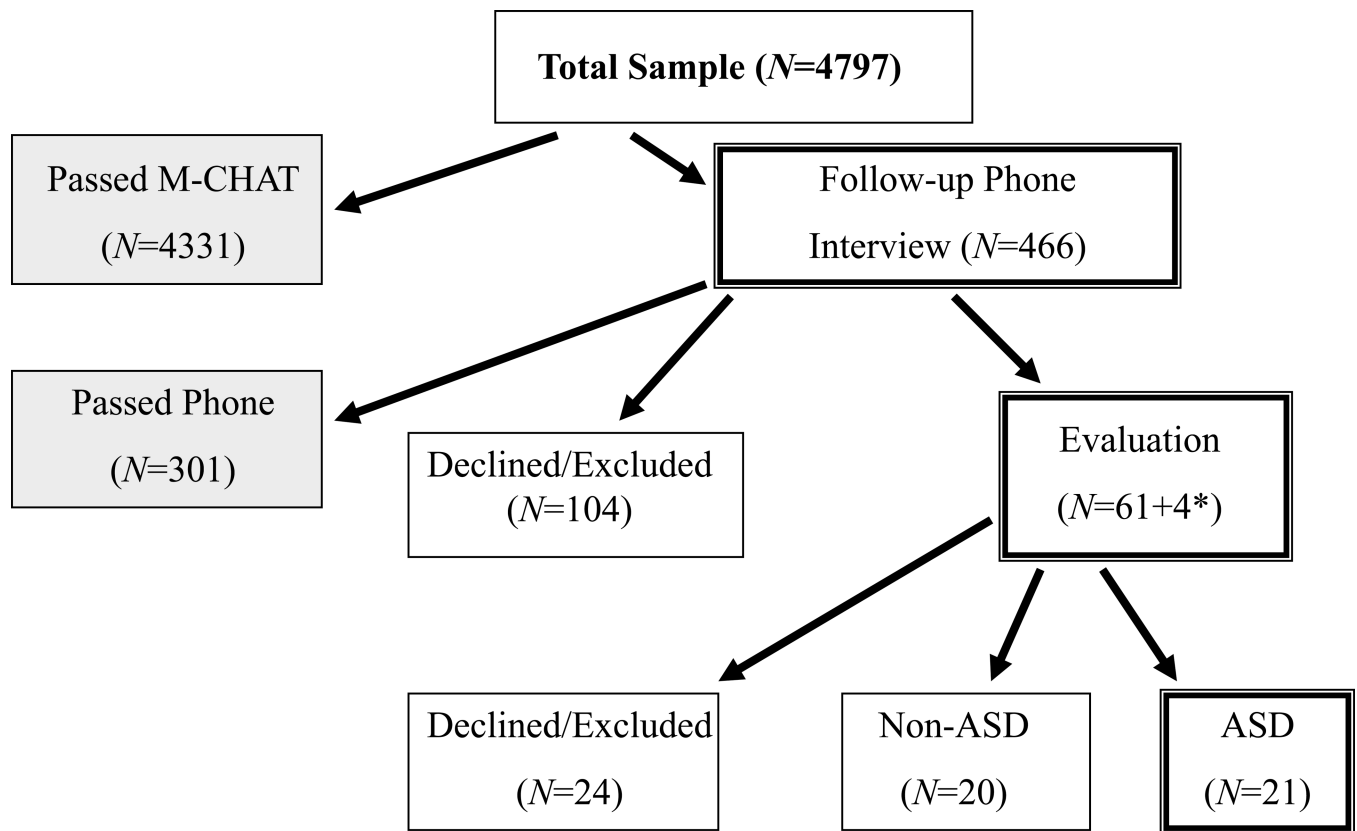 Total Sample (N=4797)
Passed M-CHAT
(N=4331)
Follow-up Phone
Interview (N=466)
Passed Phone
(N=301)
Declined/Excluded
(N=104)
Evaluation
(N=61+4*)
Declined/Excluded
(N=24)
Non-ASD
(N=20)
ASD
(N=21)